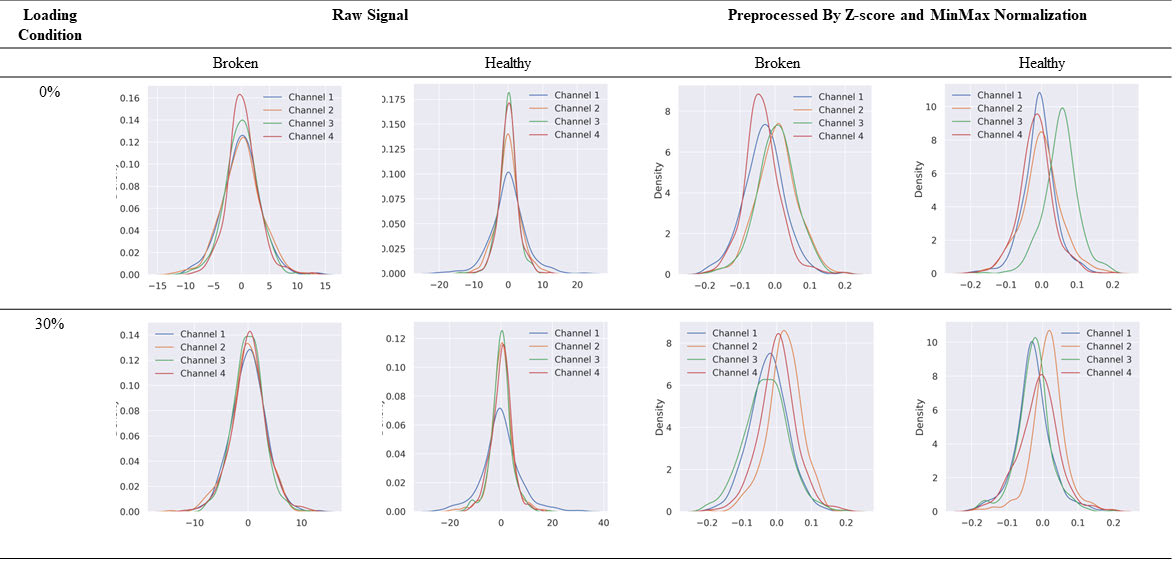 Loading Condition
Raw Signal
Preprocessed By Z-score and MinMax Normalization
Broken
Healthy
Broken
Healthy
0%
0.16
0.14
0.12
0.10
0.08
0.06
0.04
0.02
0.00
−15 −10 −5 0 5 10 15
Channel 1
Channel 2
Channel 3
Channel 4
0.175
0.150
0.125
0.100
0.075
0.050
0.025
0.000
−20 −10 0 10 20
Channel 1
Channel 2
Channel 3
Channel 4
Density
8
6
4
2
0
−0.2 −0.1 0.0 0.1 0.2
Channel 1
Channel 2
Channel 3
Channel 4
Density
10
8
6
4
2
0
−0.2 −0.1 0.0 0.1 0.2
Channel 1
Channel 2
Channel 3
Channel 4
30%
0.14
0.12
0.10
0.08
0.06
0.04
0.02
0.00
−10 0 10
Channel 1
Channel 2
Channel 3
Channel 4
0.12
0.10
0.08
0.06
0.04
0.02
0.00
−20 0 20 40
Channel 1
Channel 2
Channel 3
Channel 4
Density
8
6
4
2
0
−0.2 −0.1 0.0 0.1 0.2
Channel 1
Channel 2
Channel 3
Channel 4
Density
10
8
6
4
2
0
−0.2 −0.1 0.0 0.1 0.2
Channel 1
Channel 2
Channel 3
Channel 4